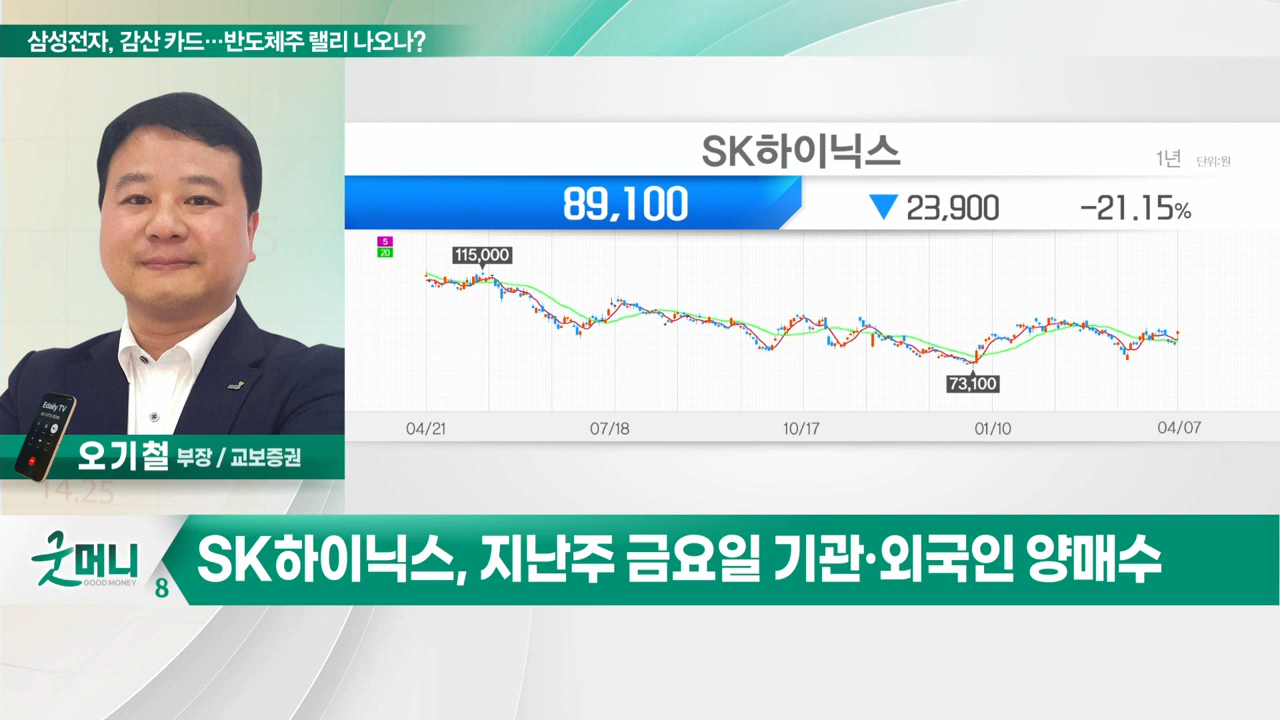 삼성전자, 감산 카드…반도체주 랠리 나오나?
SK하이닉스
1년 단위:원
89,100 ▼ 23,900 -21.15%
5
20
115,000
73,100
04/21 07/18 10/17 01/10 04/07
Edaily TV
오기철 부장 / 교보증권
14.25
굿머니
GOOD MONEY
8
SK하이닉스, 지난주 금요일 기관·외국인 양매수